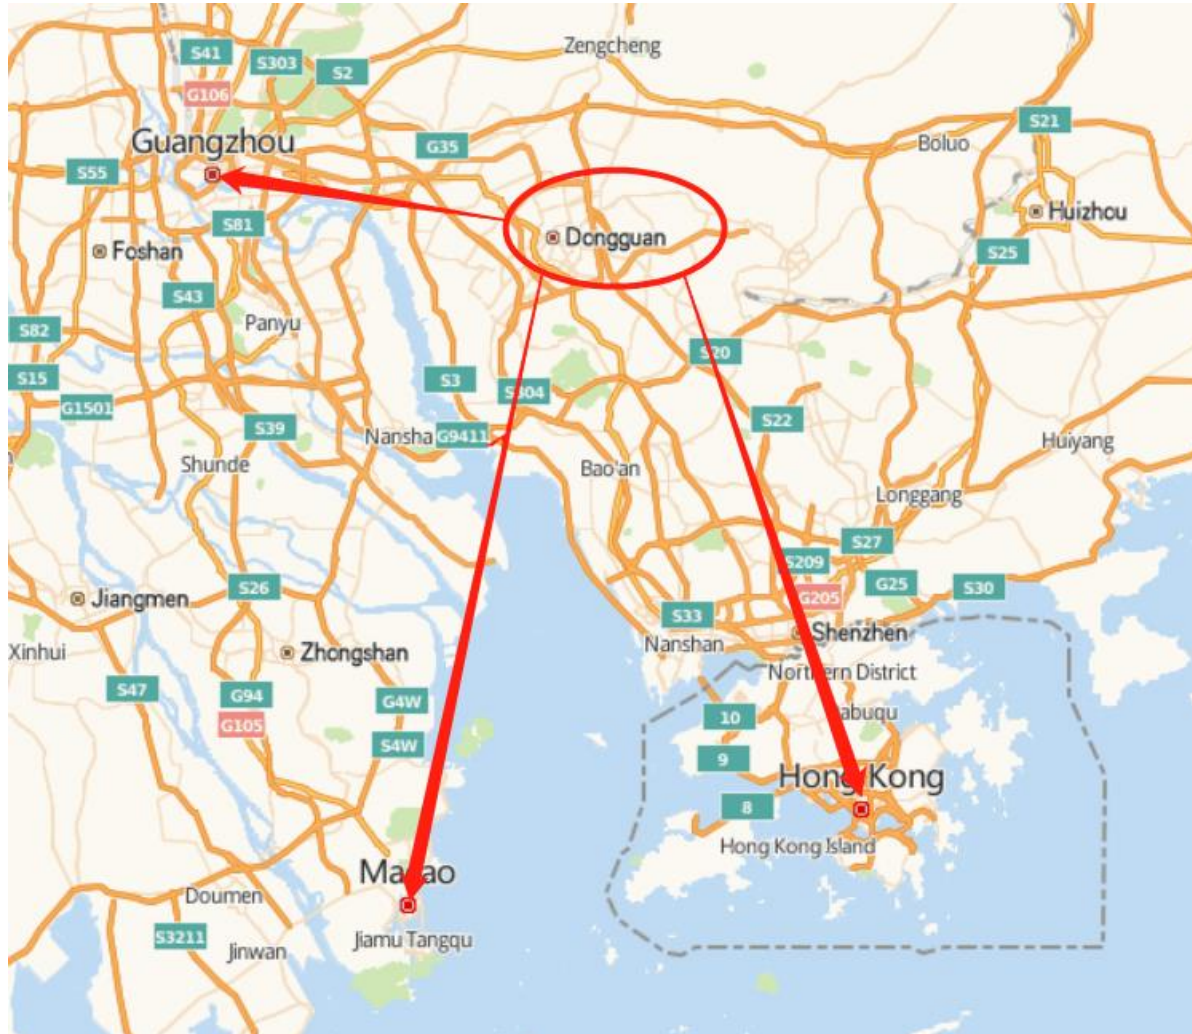 S41
Zengcheng
S303
S2
G106
S21
Guangzhou
G35
Boluo
S55
Huizhou
S81
Dongguan
Foshan
S25
S43
Panyu
S82
S20
S15
S3
S304
G1501
S22
S39
Nansha
G9411
Huiyang
Shunde
Bao'an
Longgang
S27
S209
S26
G25
S30
Jiangmen
G205
S33
Shenzhen
Nanshan
Xinhui
Zhongshan
Northern District
S47
G94
G4W
abuqu
G105
10
S4W
9
Hong Kong
8
Hong Kong Island
Macao
Doumen
S3211
Jiamu Tangqu
Jinwan